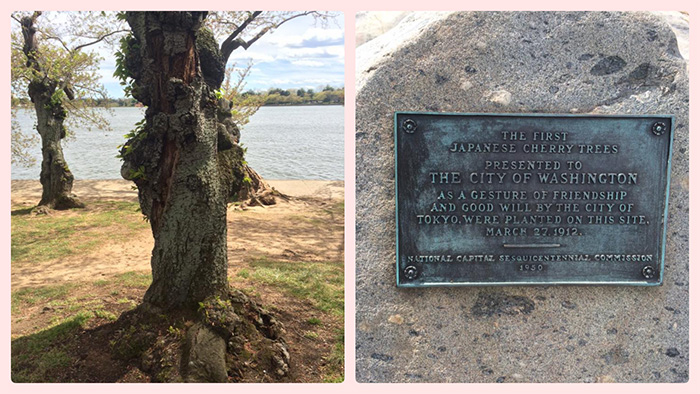 THE FIRST
JAPANESE CHERRY TREES
PRESENTED TO
THE CITY OF WASHINGTON
AS A GESTURE OF FRIENDSHIP
AND GOOD WILL BY THE CITY OF
TOKYO, WERE PLANTED ON THIS SITE,
MARCH 27, 1912.
NATIONAL CAPITAL SESQUICENTENNIAL COMMISSION
1950